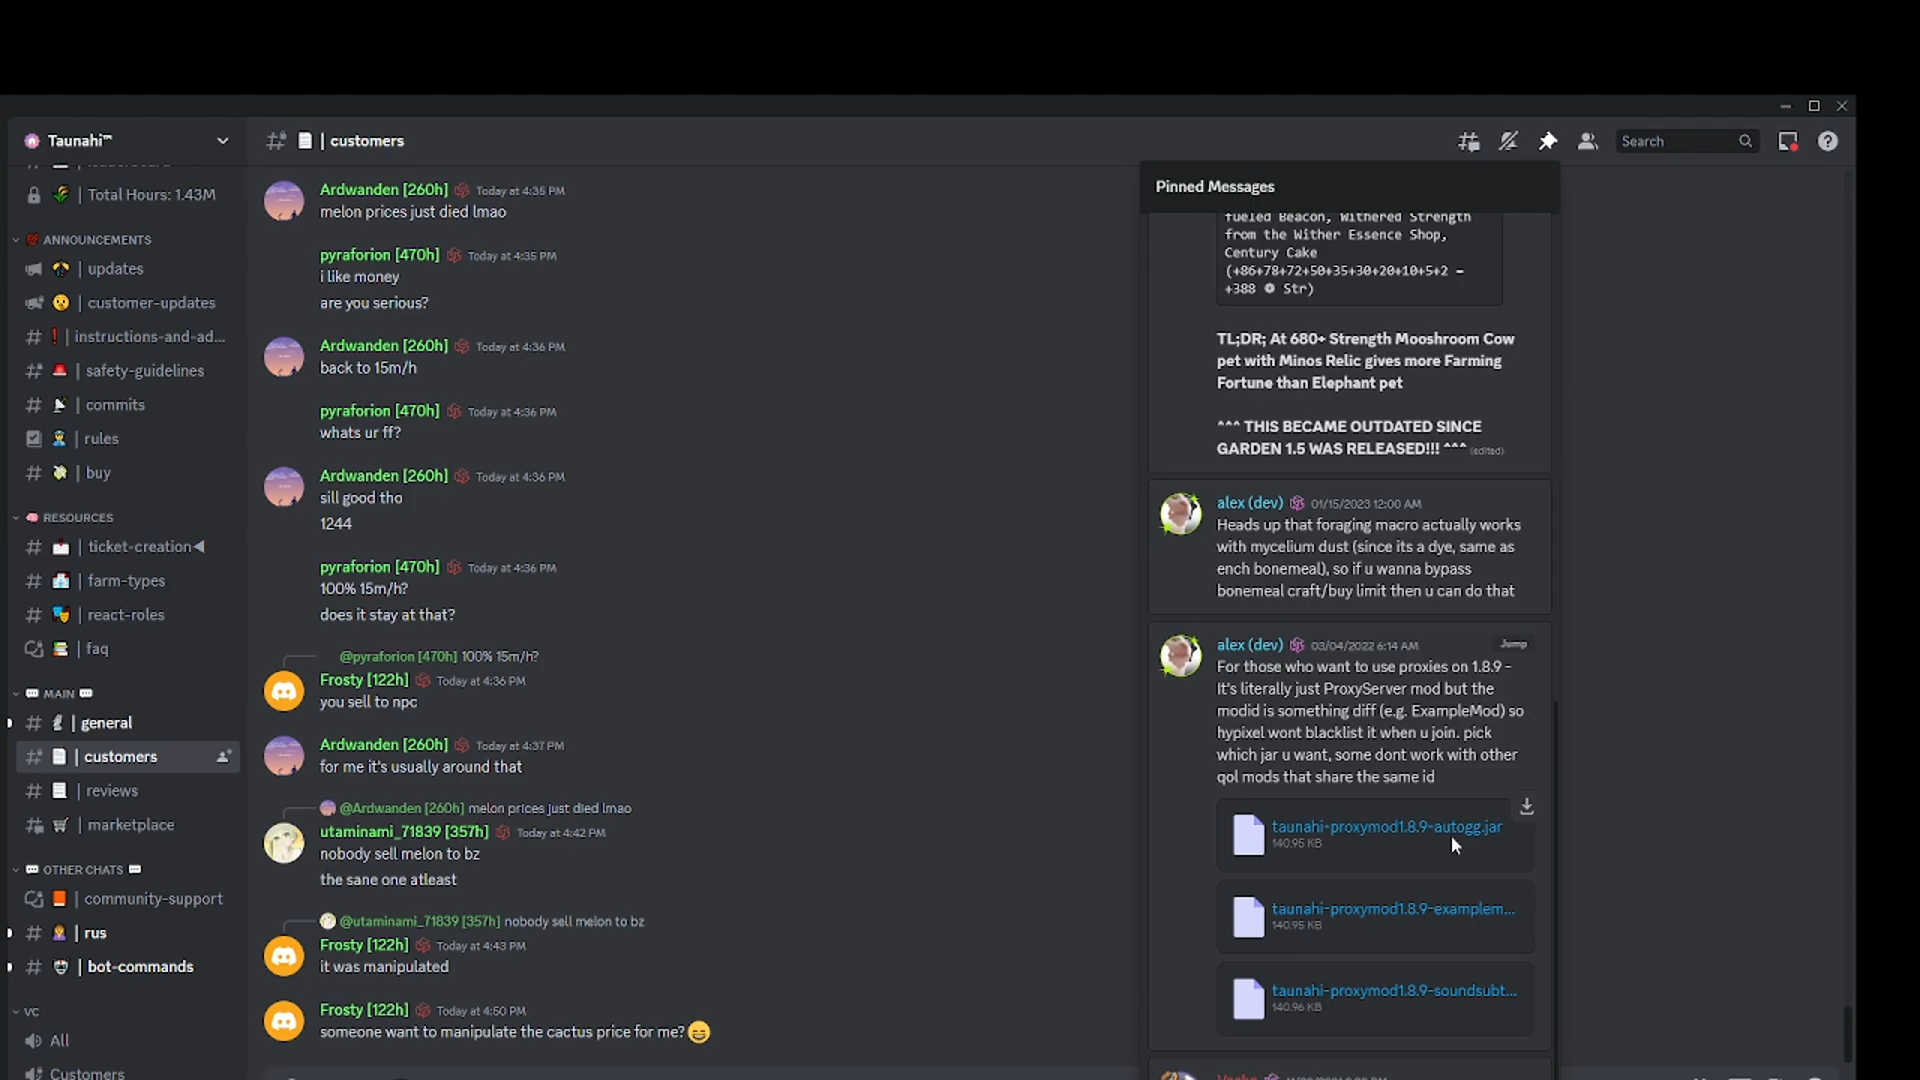 Taunahi™
Total Hours: 1.43M
ANNOUNCEMENTS
| updates
| customer-updates
| instructions-and-ad...
| safety-guidelines
| commits
| rules
| buy
RESOURCES
| ticket-creation◀
| farm-types
| react-roles
| faq
MAIN
| general
| customers
| reviews
| marketplace
OTHER CHATS
| community-support
| rus
| bot-commands
VC
All
Customers
| customers
Search
Ardwanden [260h] Today at 4:35 PM
melon prices just died lmao
pyraforion [470h] Today at 4:35 PM
i like money
are you serious?
Ardwanden [260h] Today at 4:36 PM
back to 15m/h
pyraforion [470h] Today at 4:36 PM
whats ur ff?
Ardwanden [260h] Today at 4:36 PM
sill good tho
1244
pyraforion [470h] Today at 4:36 PM
100% 15m/h?
does it stay at that?
@pyraforion [470h] 100% 15m/h?
Frosty [122h] Today at 4:36 PM
you sell to npc
Ardwanden [260h] Today at 4:37 PM
for me it's usually around that
@Ardwanden [260h] melon prices just died lmao
utaminami_71839 [357h] Today at 4:42 PM
nobody sell melon to bz
the sane one atleast
@utaminami_71839 [357h] nobody sell melon to bz
Frosty [122h] Today at 4:43 PM
it was manipulated
Frosty [122h] Today at 4:50 PM
someone want to manipulate the cactus price for me? 😄
Pinned Messages
fueled Beacon, Withered Strength
from the Wither Essence Shop,
Century Cake
(+86+78+72+50+35+30+20+10+5+2 =
+388 ❁ Str)
TL;DR; At 680+ Strength Mooshroom Cow
pet with Minos Relic gives more Farming
Fortune than Elephant pet
^^^ THIS BECAME OUTDATED SINCE
GARDEN 1.5 WAS RELEASED!!! ^^^ (edited)
alex (dev) 01/15/2023 12:00 AM
Heads up that foraging macro actually works
with mycelium dust (since its a dye, same as
ench bonemeal), so if u wanna bypass
bonemeal craft/buy limit then u can do that
alex (dev) 03/04/2022 6:14 AM Jump
For those who want to use proxies on 1.8.9 -
It's literally just ProxyServer mod but the
modid is something diff (e.g. ExampleMod) so
hypixel wont blacklist it when u join. pick
which jar u want, some dont work with other
qol mods that share the same id
taunahi-proxymod1.8.9-autogg.jar
140.95 KB
taunahi-proxymod1.8.9-examplem...
140.95 KB
taunahi-proxymod1.8.9-soundsubt...
140.96 KB